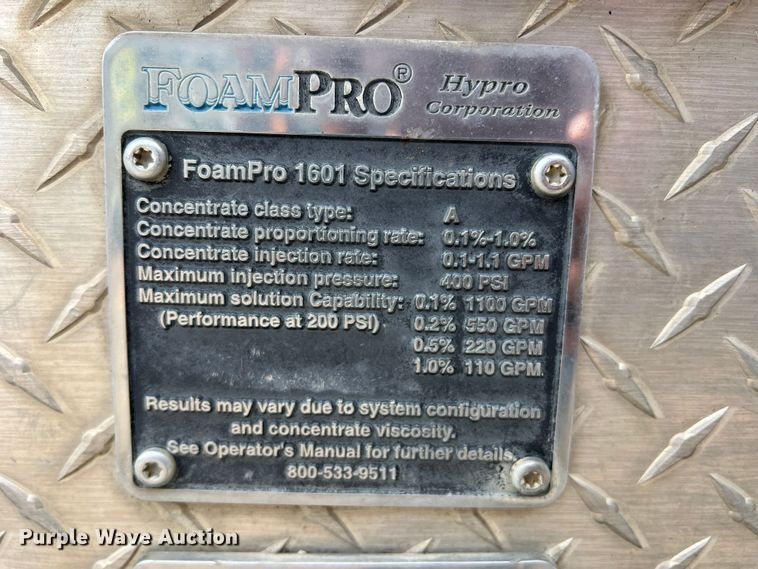 FOAMPRO® Hypro
Corporation
FoamPro 1601 Specifications
Concentrate class type: A
Concentrate proportioning rate: 0.1%-1.0%
Concentrate injection rate: 0.1-1.1 GPM
Maximum injection pressure: 400 PSI
Maximum solution Capability: 0.1% 1100 GPM
(Performance at 200 PSI) 0.2% 550 GPM
0.5% 220 GPM
1.0% 110 GPM
Results may vary due to system configuration
and concentrate viscosity.
See Operator's Manual for further details.
800-533-9511
Purple Wave Auction